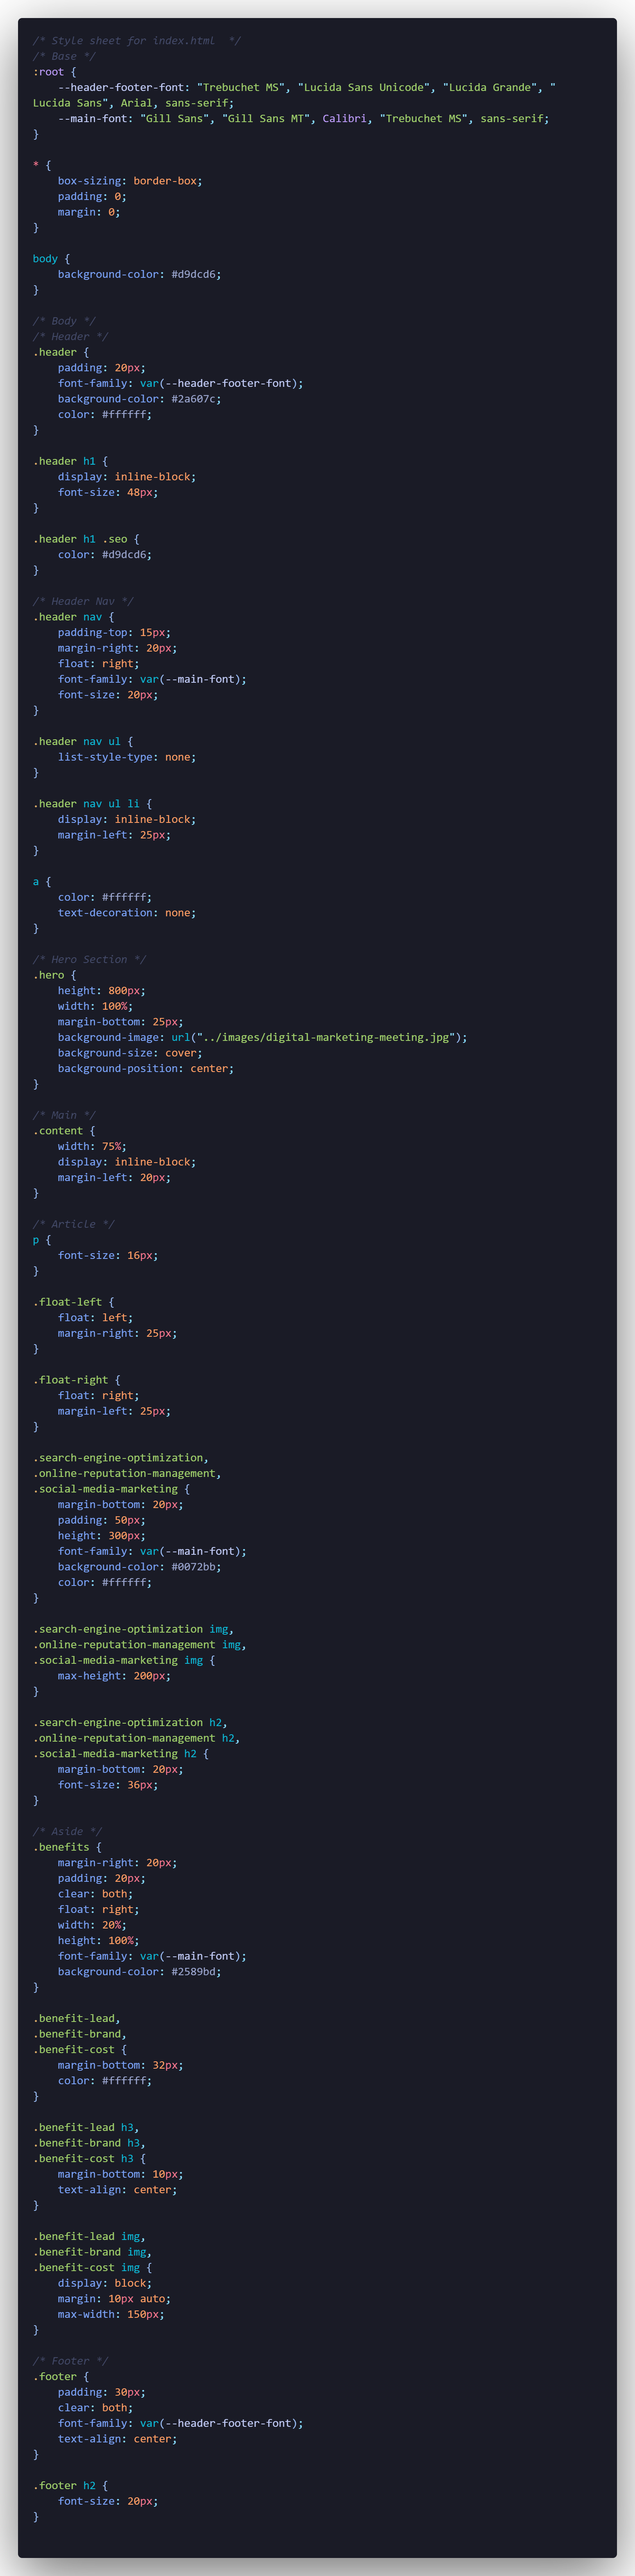 /* Style sheet for index.html  */
/* Base */
:root {
    --header-footer-font: "Trebuchet MS", "Lucida Sans Unicode", "Lucida Grande", "
Lucida Sans", Arial, sans-serif;
    --main-font: "Gill Sans", "Gill Sans MT", Calibri, "Trebuchet MS", sans-serif;
}

* {
    box-sizing: border-box;
    padding: 0;
    margin: 0;
}

body {
    background-color: #d9dcd6;
}

/* Body */
/* Header */
.header {
    padding: 20px;
    font-family: var(--header-footer-font);
    background-color: #2a607c;
    color: #ffffff;
}

.header h1 {
    display: inline-block;
    font-size: 48px;
}

.header h1 .seo {
    color: #d9dcd6;
}

/* Header Nav */
.header nav {
    padding-top: 15px;
    margin-right: 20px;
    float: right;
    font-family: var(--main-font);
    font-size: 20px;
}

.header nav ul {
    list-style-type: none;
}

.header nav ul li {
    display: inline-block;
    margin-left: 25px;
}

a {
    color: #ffffff;
    text-decoration: none;
}

/* Hero Section */
.hero {
    height: 800px;
    width: 100%;
    margin-bottom: 25px;
    background-image: url("../images/digital-marketing-meeting.jpg");
    background-size: cover;
    background-position: center;
}

/* Main */
.content {
    width: 75%;
    display: inline-block;
    margin-left: 20px;
}

/* Article */
p {
    font-size: 16px;
}

.float-left {
    float: left;
    margin-right: 25px;
}

.float-right {
    float: right;
    margin-left: 25px;
}

.search-engine-optimization,
.online-reputation-management,
.social-media-marketing {
    margin-bottom: 20px;
    padding: 50px;
    height: 300px;
    font-family: var(--main-font);
    background-color: #0072bb;
    color: #ffffff;
}

.search-engine-optimization img,
.online-reputation-management img,
.social-media-marketing img {
    max-height: 200px;
}

.search-engine-optimization h2,
.online-reputation-management h2,
.social-media-marketing h2 {
    margin-bottom: 20px;
    font-size: 36px;
}

/* Aside */
.benefits {
    margin-right: 20px;
    padding: 20px;
    clear: both;
    float: right;
    width: 20%;
    height: 100%;
    font-family: var(--main-font);
    background-color: #2589bd;
}

.benefit-lead,
.benefit-brand,
.benefit-cost {
    margin-bottom: 32px;
    color: #ffffff;
}

.benefit-lead h3,
.benefit-brand h3,
.benefit-cost h3 {
    margin-bottom: 10px;
    text-align: center;
}

.benefit-lead img,
.benefit-brand img,
.benefit-cost img {
    display: block;
    margin: 10px auto;
    max-width: 150px;
}

/* Footer */
.footer {
    padding: 30px;
    clear: both;
    font-family: var(--header-footer-font);
    text-align: center;
}

.footer h2 {
    font-size: 20px;
}